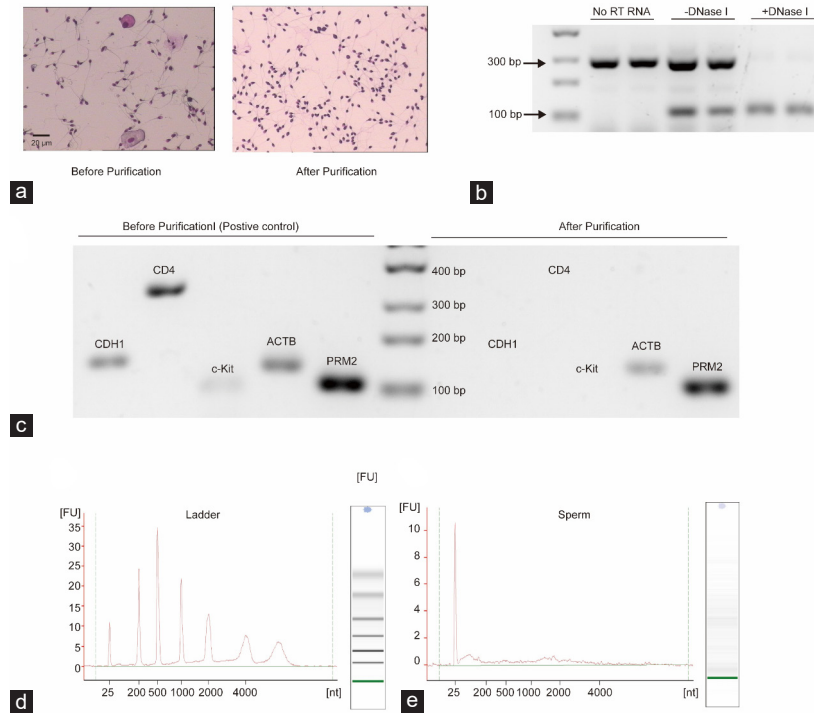 20 µm
Before Purification
After Purification
a
No RT RNA
-DNase I
+DNase I
300 bp
100 bp
b
Before PurificationI (Postive control)
After Purification
CD4
400 bp
CD4
300 bp
CDH1
ACTB
200 bp
CDH1
ACTB
c-Kit
PRM2
c-Kit
PRM2
100 bp
c
[FU]
[FU]
Ladder
35
30
25
20
15
10
5
0
25 200 500 1000 2000 4000 [nt]
d
[FU]
Sperm
10
8
6
4
2
0
25 200 500 1000 2000 4000 [nt]
e